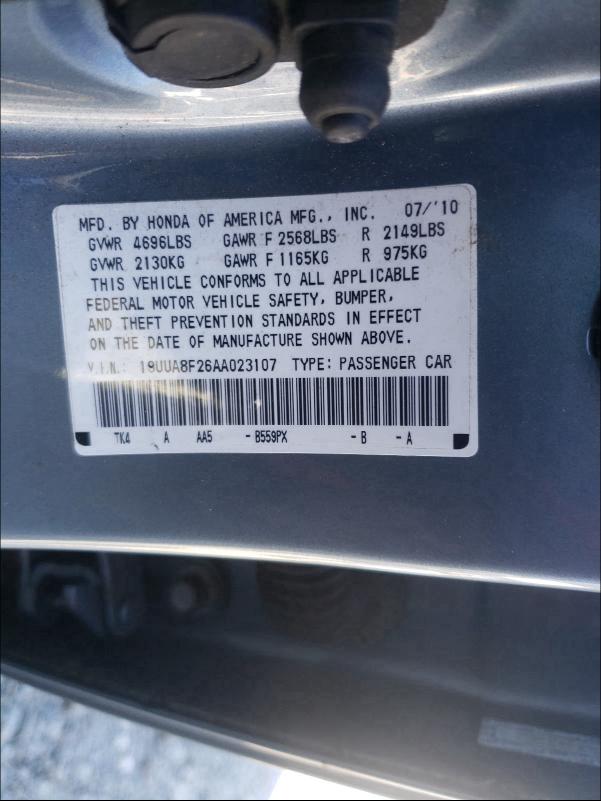 MFD. BY HONDA OF AMERICA MFG., INC. 07/'10
GVWR 4696LBS GAWR F 2568LBS R 2149LBS
GVWR 2130KG GAWR F 1165KG R 975KG
THIS VEHICLE CONFORMS TO ALL APPLICABLE
FEDERAL MOTOR VEHICLE SAFETY, BUMPER,
AND THEFT PREVENTION STANDARDS IN EFFECT
ON THE DATE OF MANUFACTURE SHOWN ABOVE.
V.I.N.: 19UUA8F26AA023107 TYPE: PASSENGER CAR
TK4 A AA5 -B559PX -B -A